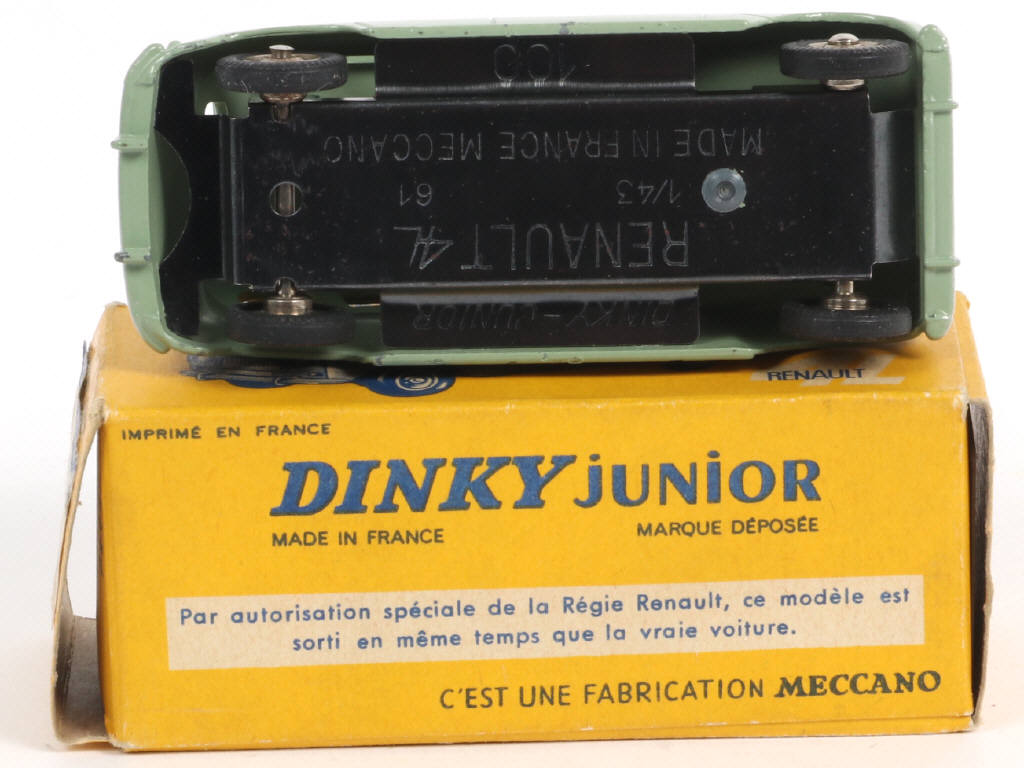 100
MADE IN FRANCE MECCANO
1/43 61
RENAULT 4L
DINKY-JUNIOR
RENAULT 4L
IMPRIMÉ EN FRANCE
DINKY JUNIOR
MADE IN FRANCE MARQUE DÉPOSÉE
Par autorisation spéciale de la Régie Renault, ce modèle est
sorti en même temps que la vraie voiture.
C'EST UNE FABRICATION MECCANO